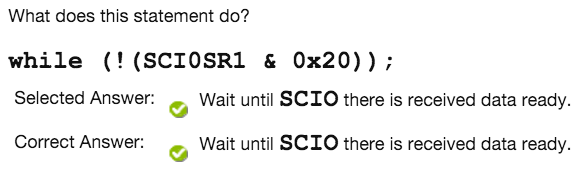 What does this statement do?
while (!(SCI0SR1 & 0x20));
Selected Answer: Wait until SCIO there is received data ready.
Correct Answer: Wait until SCIO there is received data ready.